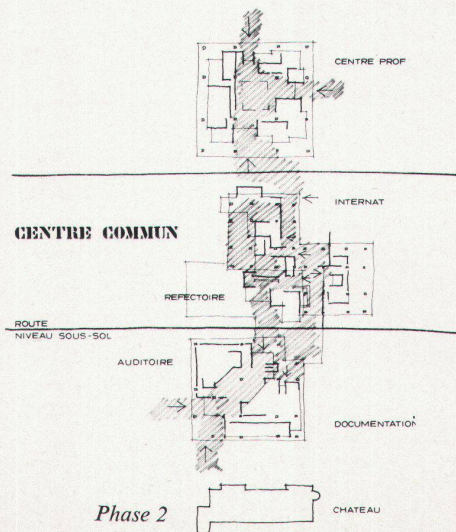 CENTRE PROF
INTERNAT
CENTRE COMMUN
REFECTOIRE
ROUTE
NIVEAU SOUS-SOL
AUDITOIRE
DOCUMENTATION
Phase 2
CHATEAU